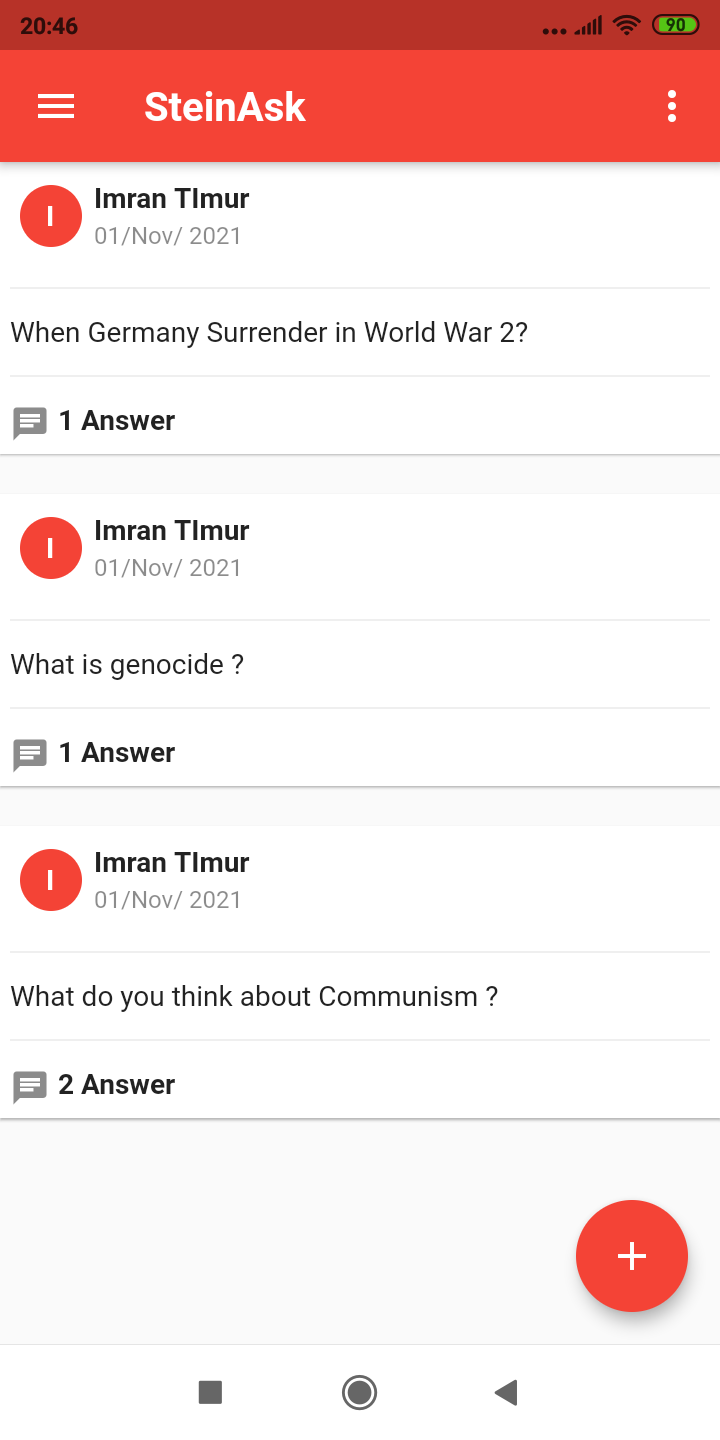 20:46
90
SteinAsk
I
Imran TImur
01/Nov/ 2021
When Germany Surrender in World War 2?
1 Answer
I
Imran TImur
01/Nov/ 2021
What is genocide ?
1 Answer
I
Imran TImur
01/Nov/ 2021
What do you think about Communism ?
2 Answer